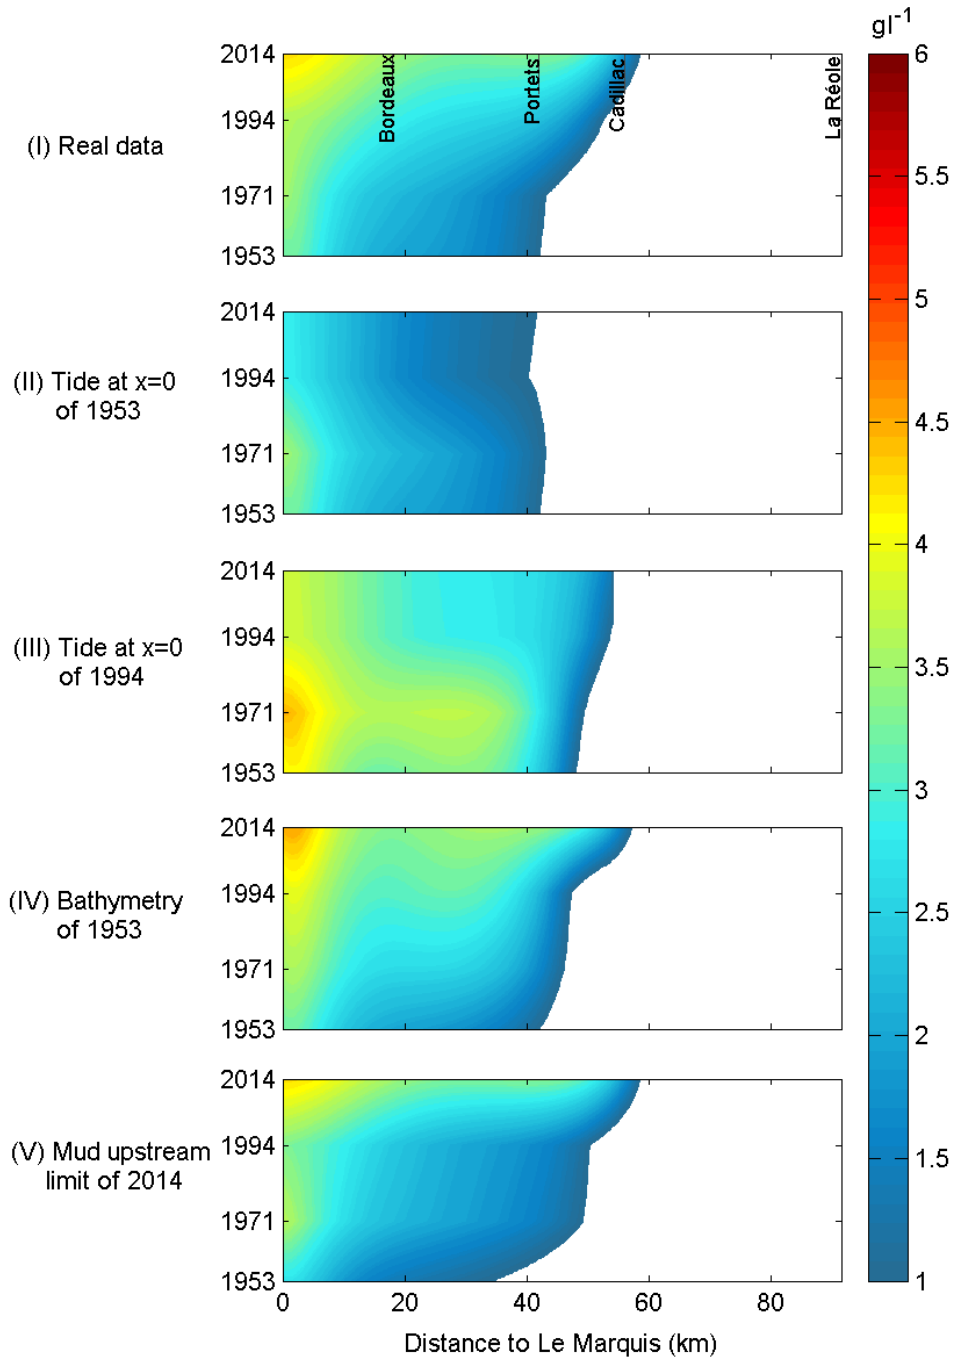 gl-1
2014
1994
1971
1953
(I) Real data
Bordeaux
Portets
Cadillac
La Réole
6
5.5
5
4.5
4
3.5
3
2.5
2
1.5
1
2014
1994
1971
1953
(II) Tide at x=0
of 1953
2014
1994
1971
1953
(III) Tide at x=0
of 1994
2014
1994
1971
1953
(IV) Bathymetry
of 1953
2014
1994
1971
1953
(V) Mud upstream
limit of 2014
0
20
40
60
80
Distance to Le Marquis (km)